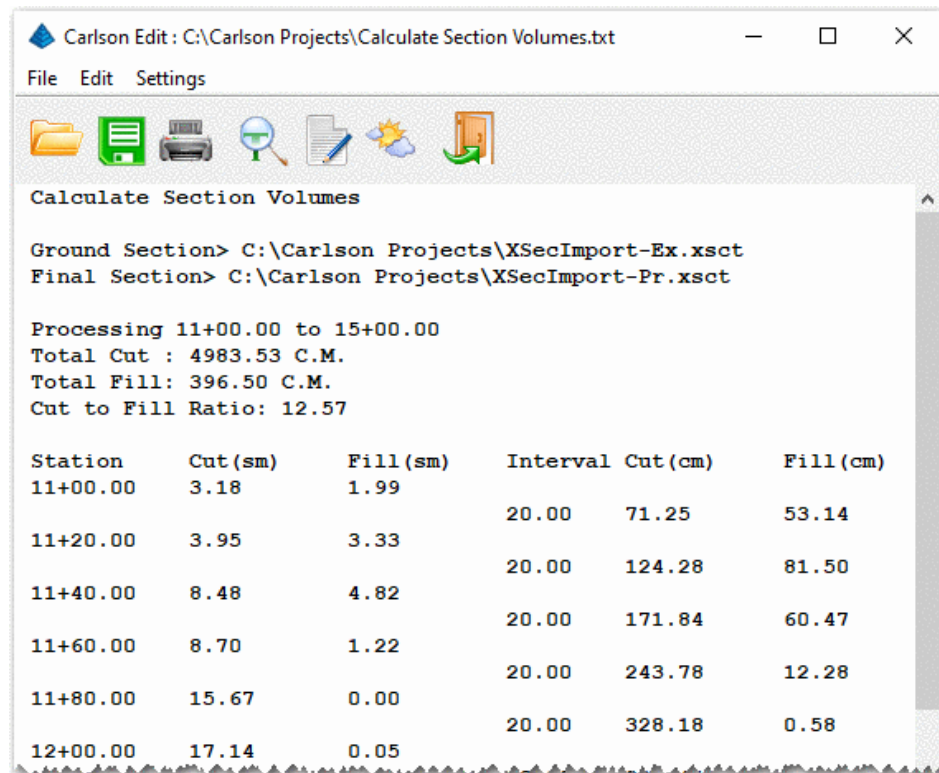 Carlson Edit : C:\Carlson Projects\Calculate Section Volumes.txt
File Edit Settings
Calculate Section Volumes
Ground Section> C:\Carlson Projects\XSecImport-Ex.xsct
Final Section> C:\Carlson Projects\XSecImport-Pr.xsct
Processing 11+00.00 to 15+00.00
Total Cut : 4983.53 C.M.
Total Fill: 396.50 C.M.
Cut to Fill Ratio: 12.57
Station Cut(sm) Fill(sm) Interval Cut(cm) Fill(cm)
11+00.00 3.18 1.99
20.00 71.25 53.14
11+20.00 3.95 3.33
20.00 124.28 81.50
11+40.00 8.48 4.82
20.00 171.84 60.47
11+60.00 8.70 1.22
20.00 243.78 12.28
11+80.00 15.67 0.00
20.00 328.18 0.58
12+00.00 17.14 0.05